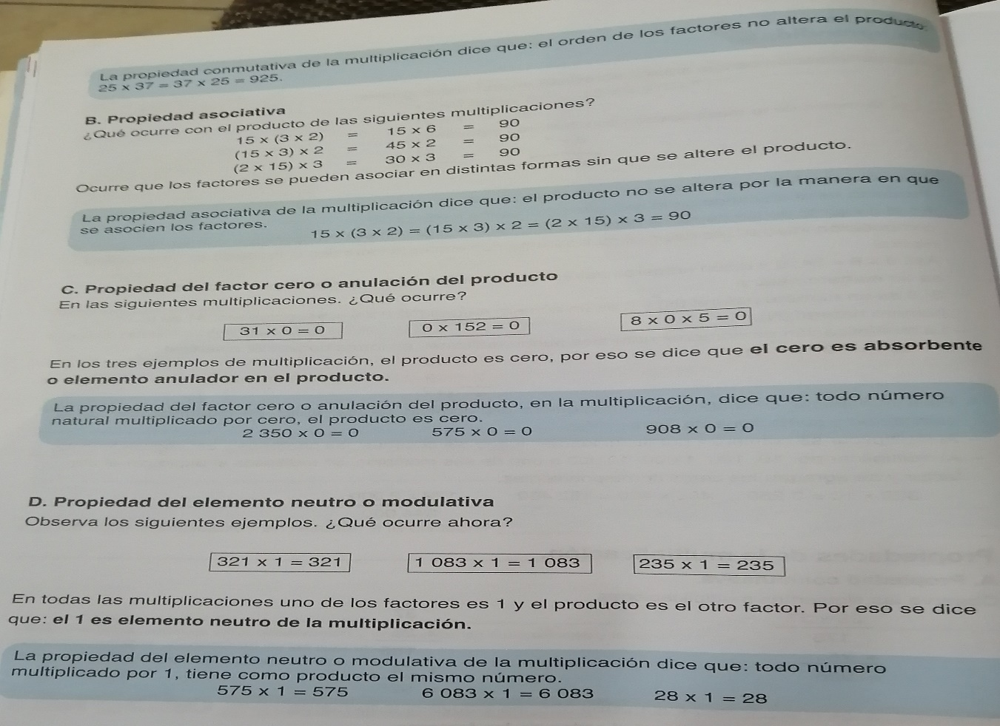 La propiedad conmutativa de la multiplicación dice que: el orden de los factores no altera el producto.
25 × 37 = 37 × 25 = 925.
B. Propiedad asociativa
¿Qué ocurre con el producto de las siguientes multiplicaciones?
15 × (3 × 2) = 15 × 6 = 90
(15 × 3) × 2 = 45 × 2 = 90
(2 × 15) × 3 = 30 × 3 = 90
Ocurre que los factores se pueden asociar en distintas formas sin que se altere el producto.
La propiedad asociativa de la multiplicación dice que: el producto no se altera por la manera en que
se asocien los factores.
15 × (3 × 2) = (15 × 3) × 2 = (2 × 15) × 3 = 90
C. Propiedad del factor cero o anulación del producto
En las siguientes multiplicaciones. ¿Qué ocurre?
31 × 0 = 0 0 × 152 = 0 8 × 0 × 5 = 0
En los tres ejemplos de multiplicación, el producto es cero, por eso se dice que el cero es absorbente
o elemento anulador en el producto.
La propiedad del factor cero o anulación del producto, en la multiplicación, dice que: todo número
natural multiplicado por cero, el producto es cero.
2 350 × 0 = 0 575 × 0 = 0 908 × 0 = 0
D. Propiedad del elemento neutro o modulativa
Observa los siguientes ejemplos. ¿Qué ocurre ahora?
321 × 1 = 321 1 083 × 1 = 1 083 235 × 1 = 235
En todas las multiplicaciones uno de los factores es 1 y el producto es el otro factor. Por eso se dice
que: el 1 es elemento neutro de la multiplicación.
La propiedad del elemento neutro o modulativa de la multiplicación dice que: todo número
multiplicado por 1, tiene como producto el mismo número.
575 × 1 = 575 6 083 × 1 = 6 083 28 × 1 = 28